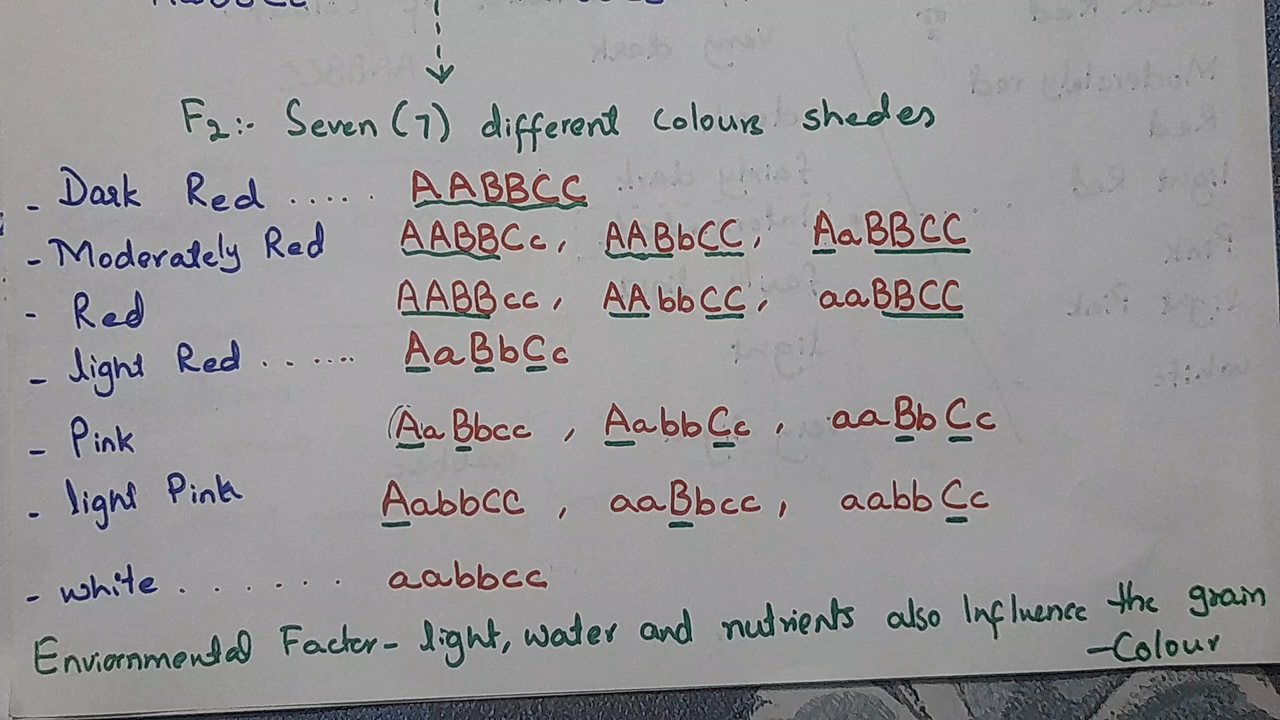 F2:- Seven (7) different colours shades
- Dark Red ..... AABBCC
- Moderately Red AABBCc, AABbCC, AaBBCC
- Red AABBcc, AAbbCC, aaBBCC
- light Red ...... AaBbCc
- Pink (AaBbcc, AabbCc, aaBbCc
- light Pink AabbCC, aaBbcc, aabbCc
- white ...... aabbcc
Enviornmental Factor - light, water and nutrients also Influence the grain
- Colour